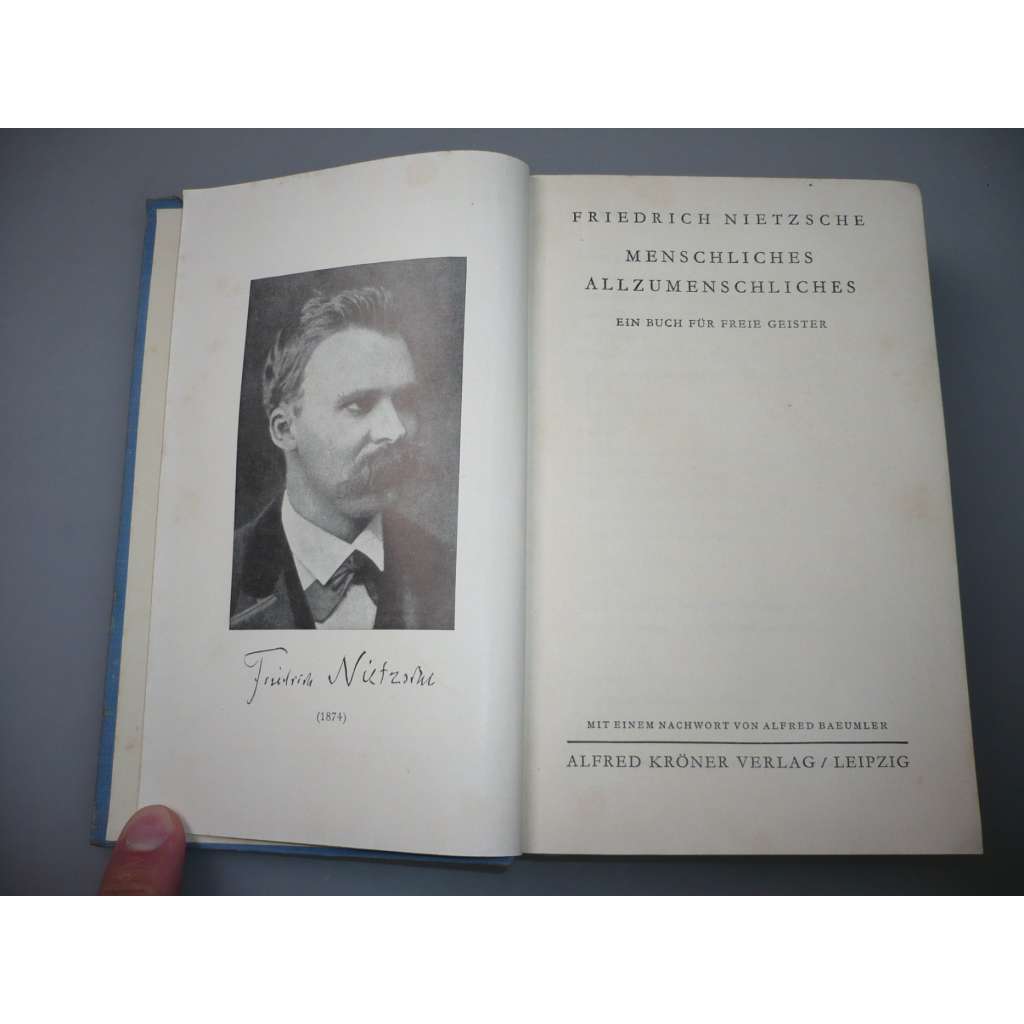 Friedrich Nietzsche
(1874)
FRIEDRICH NIETZSCHE
MENSCHLICHES
ALLZUMENSCHLICHES
EIN BUCH FÜR FREIE GEISTER
MIT EINEM NACHWORT VON ALFRED BAEUMLER
ALFRED KRÖNER VERLAG / LEIPZIG